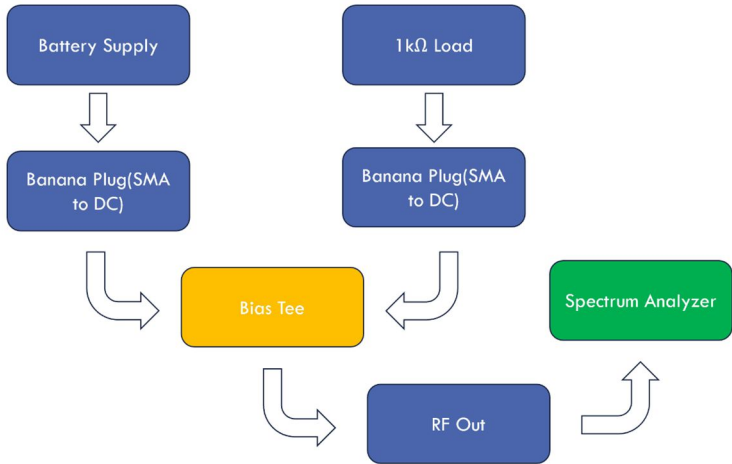 Battery Supply
1kΩ Load
Banana Plug(SMA
to DC)
Banana Plug(SMA
to DC)
Bias Tee
Spectrum Analyzer
RF Out